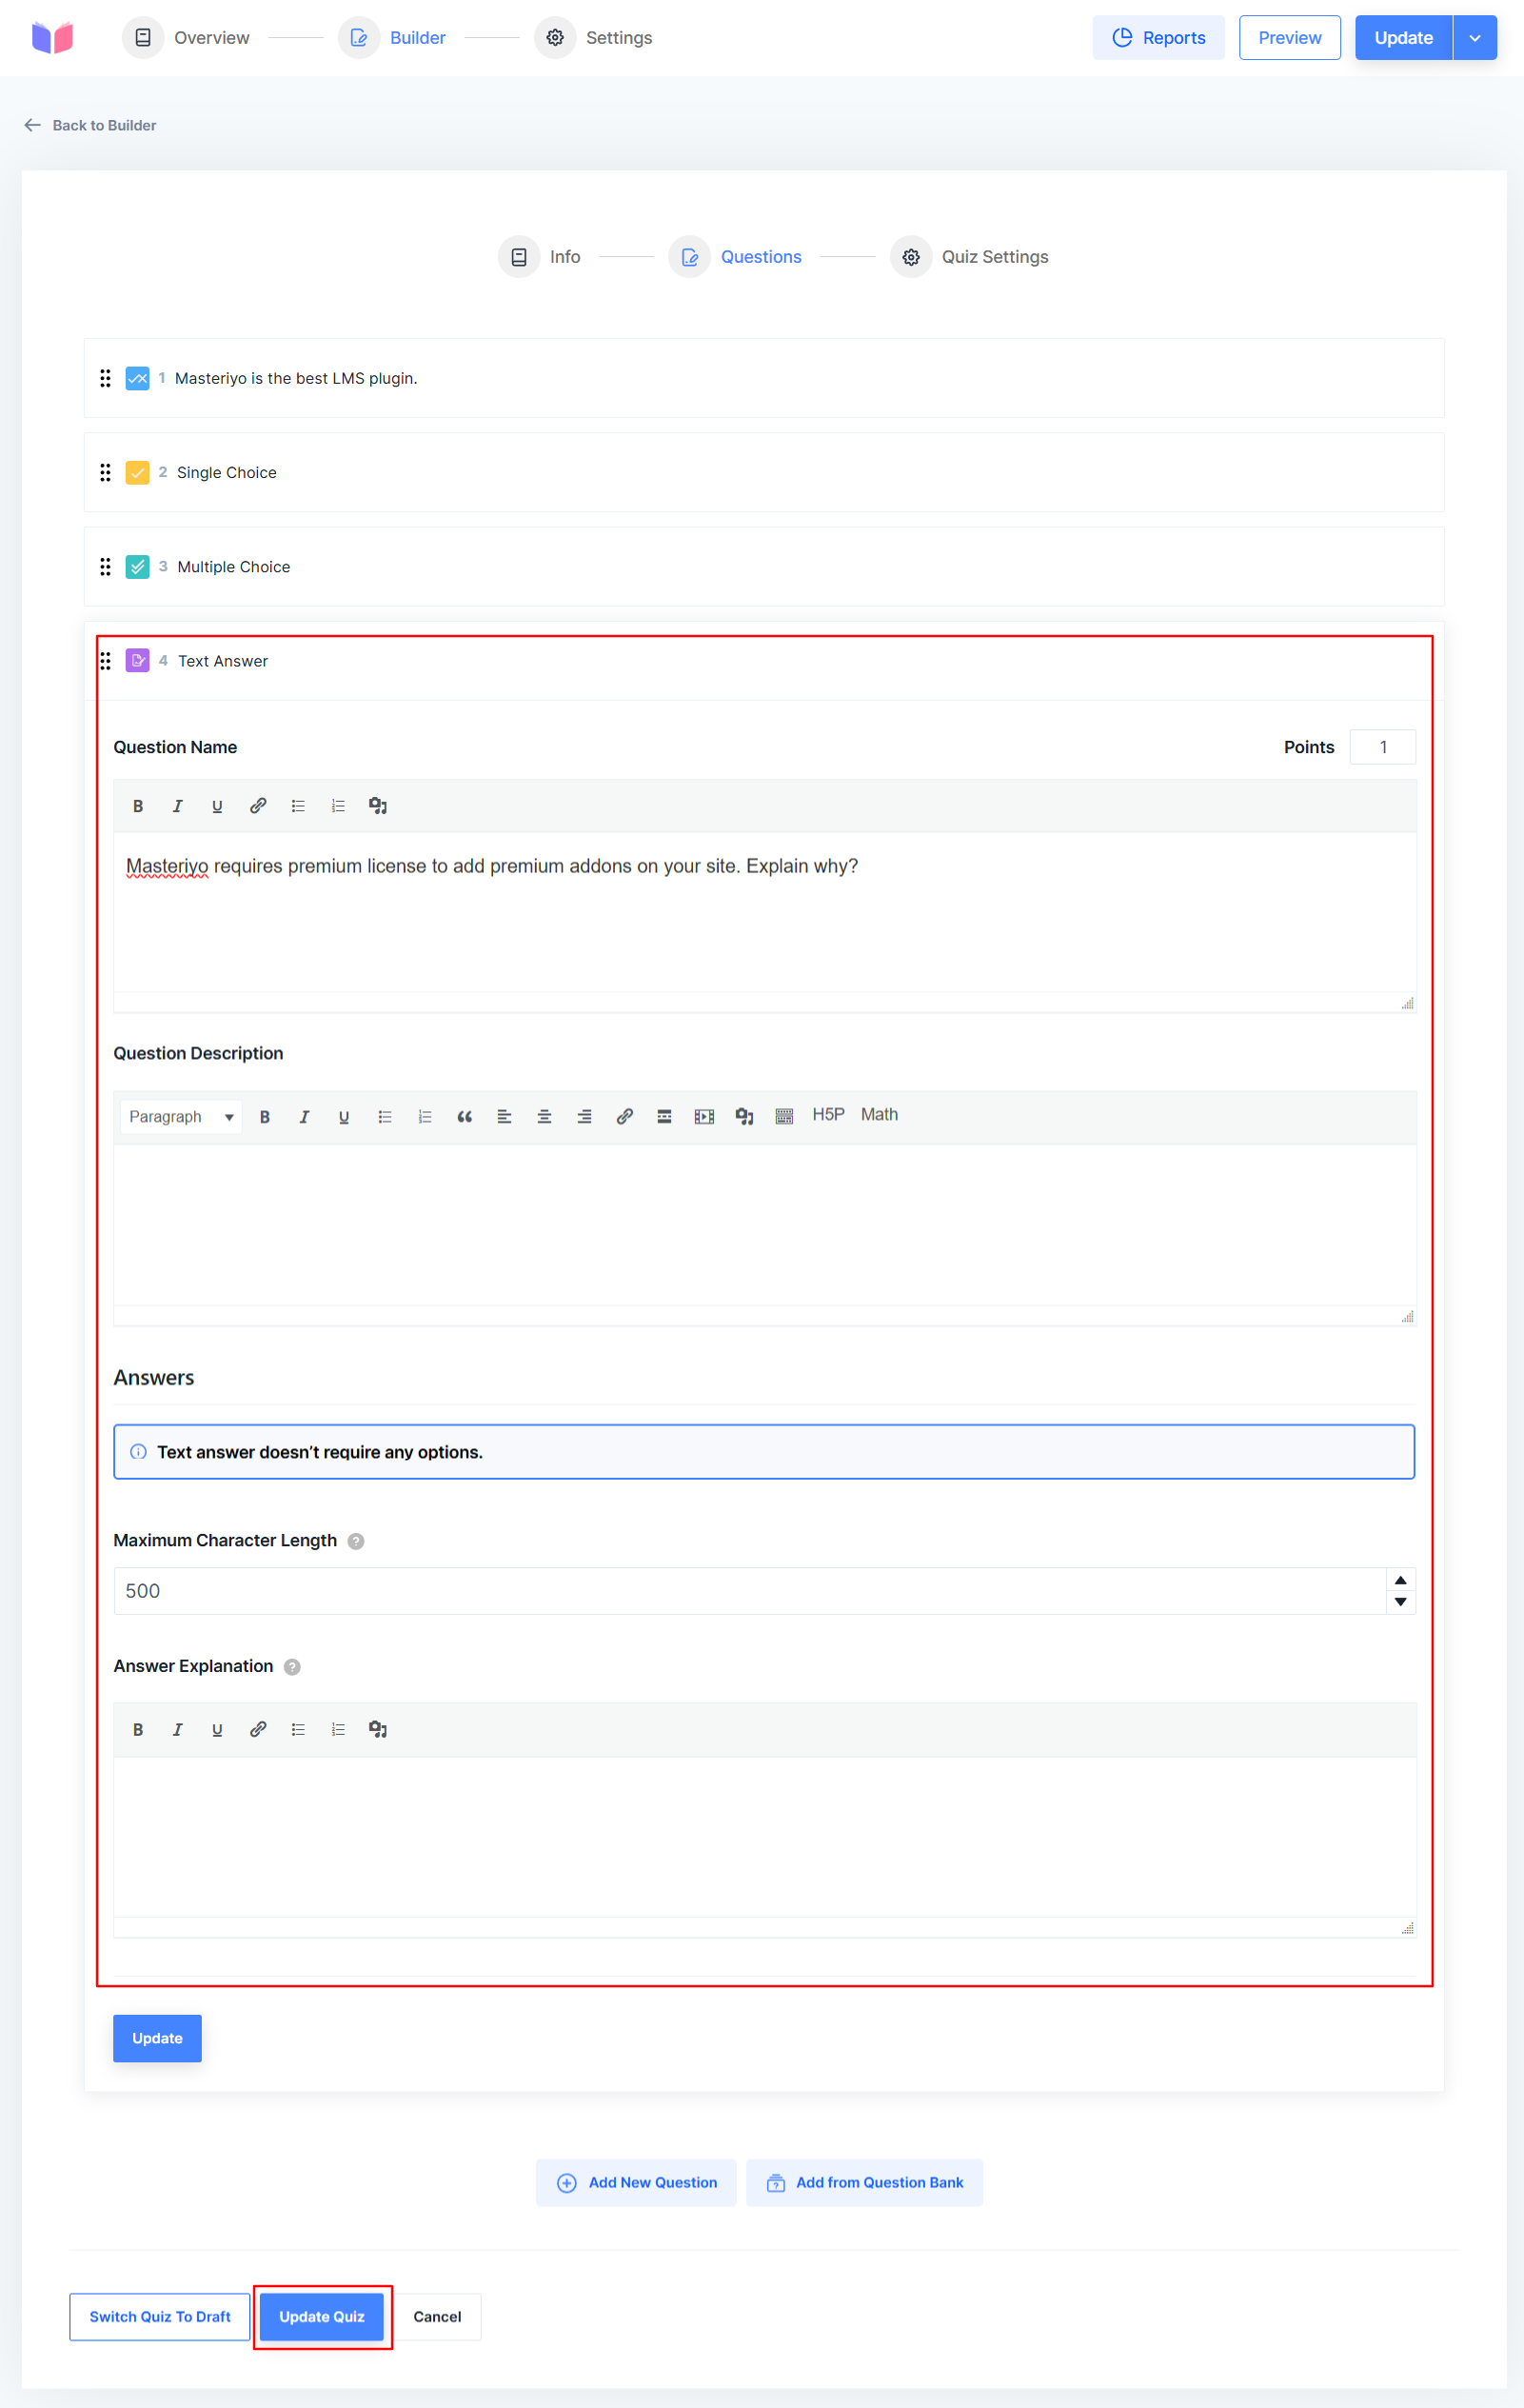 Overview Builder Settings Reports Preview Update
Back to Builder
Info Questions Quiz Settings
1 Masteriyo is the best LMS plugin.
2 Single Choice
3 Multiple Choice
4 Text Answer
Question Name Points 1
B I U
Masteriyo requires premium license to add premium addons on your site. Explain why?
Question Description
Paragraph B I U H5P Math
Answers
Text answer doesn’t require any options.
Maximum Character Length ?
500
Answer Explanation ?
B I U
Update
Add New Question Add from Question Bank
Switch Quiz To Draft Update Quiz Cancel